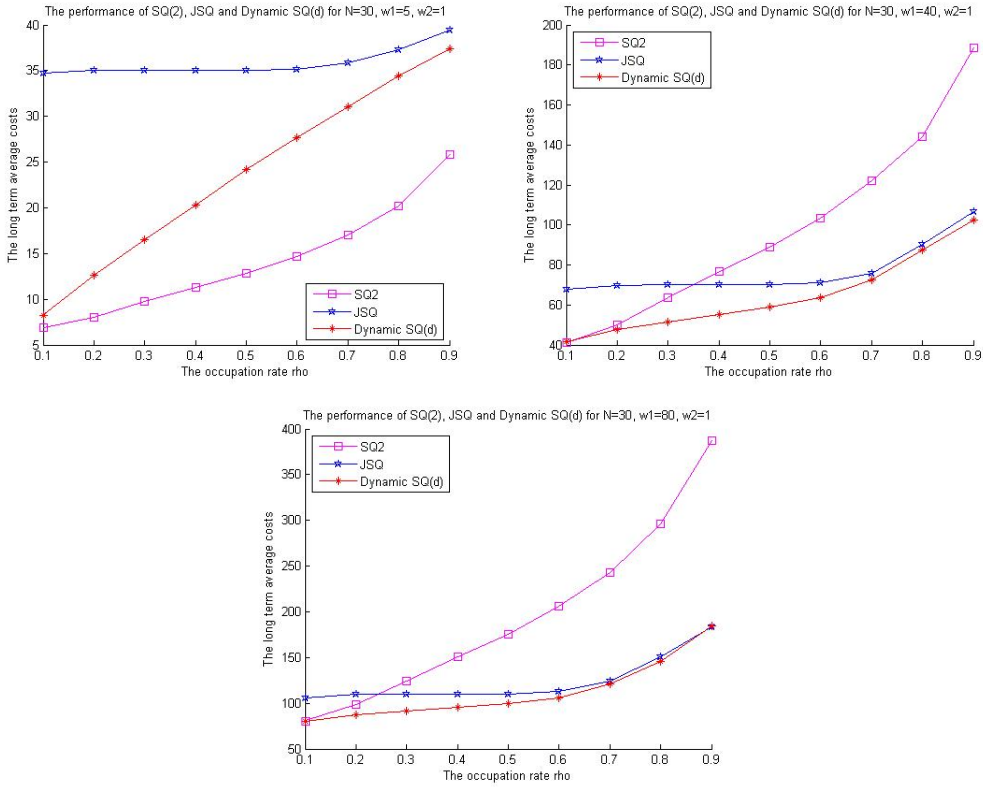 The performance of SQ(2), JSQ and Dynamic SQ(d) for N=30, w1=5, w2=1
40
35
30
25
20
15
10
5
The long term average costs
SQ2
JSQ
Dynamic SQ(d)
0.1 0.2 0.3 0.4 0.5 0.6 0.7 0.8 0.9
The occupation rate rho
The performance of SQ(2), JSQ and Dynamic SQ(d) for N=30, w1=40, w2=1
200
180
160
140
120
100
80
60
40
The long term average costs
SQ2
JSQ
Dynamic SQ(d)
0.1 0.2 0.3 0.4 0.5 0.6 0.7 0.8 0.9
The occupation rate rho
The performance of SQ(2), JSQ and Dynamic SQ(d) for N=30, w1=80, w2=1
400
350
300
250
200
150
100
50
The long term average costs
SQ2
JSQ
Dynamic SQ(d)
0.1 0.2 0.3 0.4 0.5 0.6 0.7 0.8 0.9
The occupation rate rho